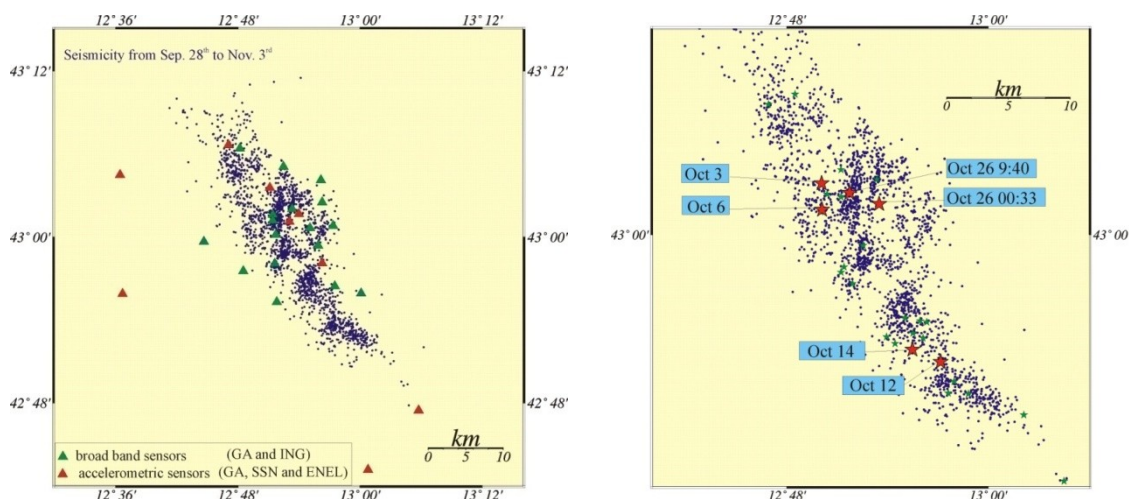 12° 36' 12° 48' 13° 00' 13° 12'
Seismicity from Sep. 28th to Nov. 3rd
43° 12' 43° 12'
43° 00' 43° 00'
42° 48' 42° 48'
km
0 5 10
broad band sensors (GA and ING)
accelerometric sensors (GA, SSN and ENEL)
12° 36' 12° 48' 13° 00' 13° 12'
12° 48' 13° 00'
km
0 5 10
Oct 3
Oct 26 9:40
Oct 6
Oct 26 00:33
43° 00' 43° 00'
Oct 14
Oct 12
12° 48' 13° 00'